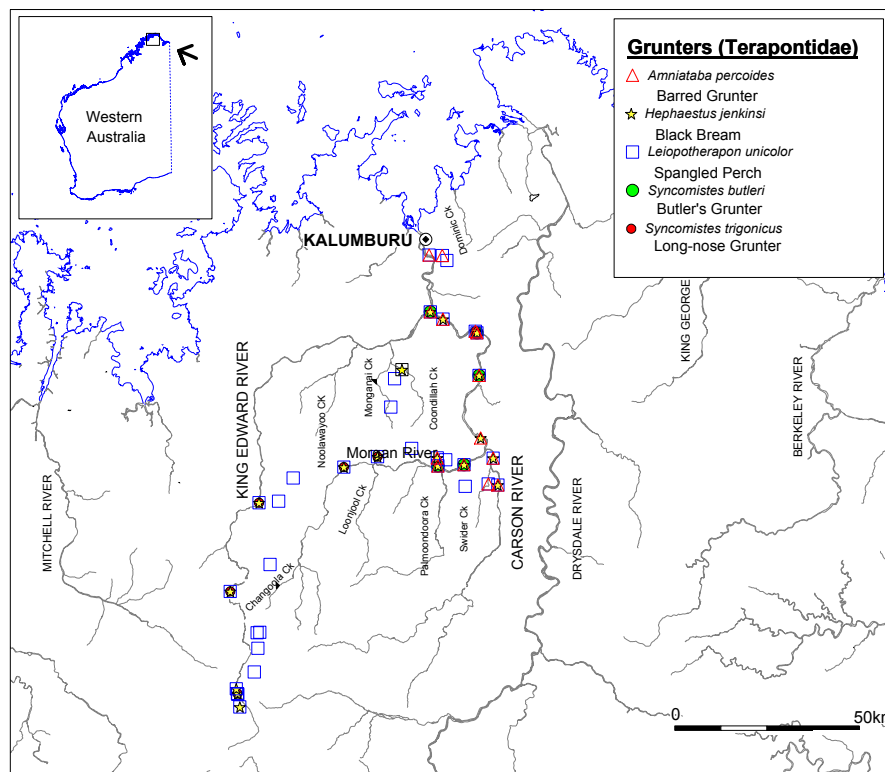 Western
Australia
Grunters (Terapontidae)
Amniataba percoides
Barred Grunter
Hephaestus jenkinsi
Black Bream
Leiopotherapon unicolor
Spangled Perch
Syncomistes butleri
Butler's Grunter
Syncomistes trigonicus
Long-nose Grunter
KALUMBURU
Dominic Ck
KING GEORGE
KING EDWARD RIVER
Monganai Ck
Coondillah Ck
Noolawayoo CK
BERKELEY RIVER
Morgan River
MITCHELL RIVER
Loonjool Ck
Palmoondoora Ck
Swider Ck
CARSON RIVER
DRYSDALE RIVER
Changogla Ck
0
50km